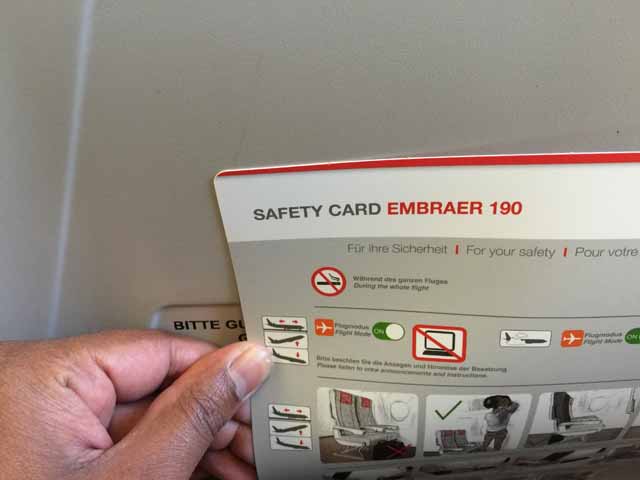 SAFETY CARD EMBRAER 190
Für ihre Sicherheit I For your safety I Pour votre
Während des ganzen Fluges
During the whole flight
BITTE GU
Flugmodus
Flight Mode
ON
Flugmodus
Flight Mode
ON
Bitte beachten Sie die Ansagen und Hinweise der Besatzung.
Please listen to crew announcements and instructions.